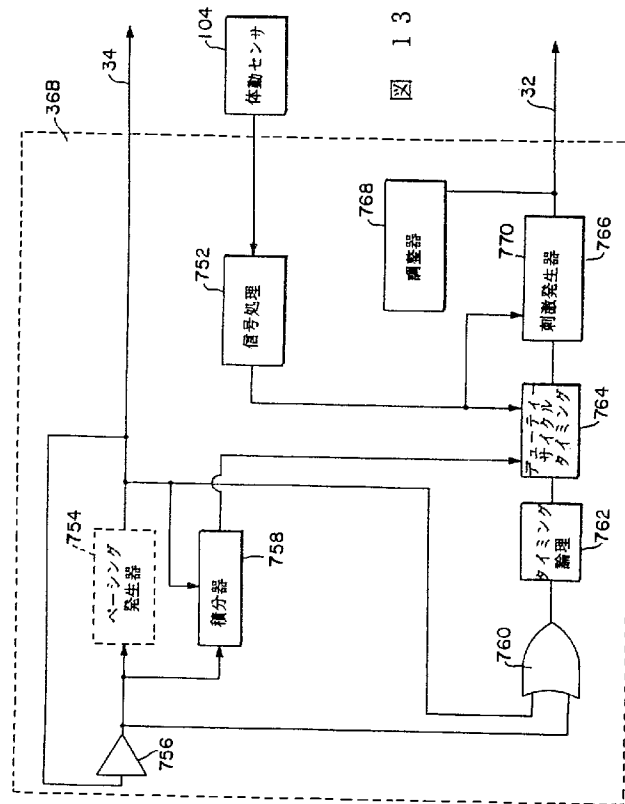 36B
34
104
体動センサ
図 13
754
ペーシング
発生器
752
信号処理
756
758
積分器
32
768
調整器
770
刺激発生器
766
デューティー
サイクル
タイミング
764
760
タイミング
論理
762